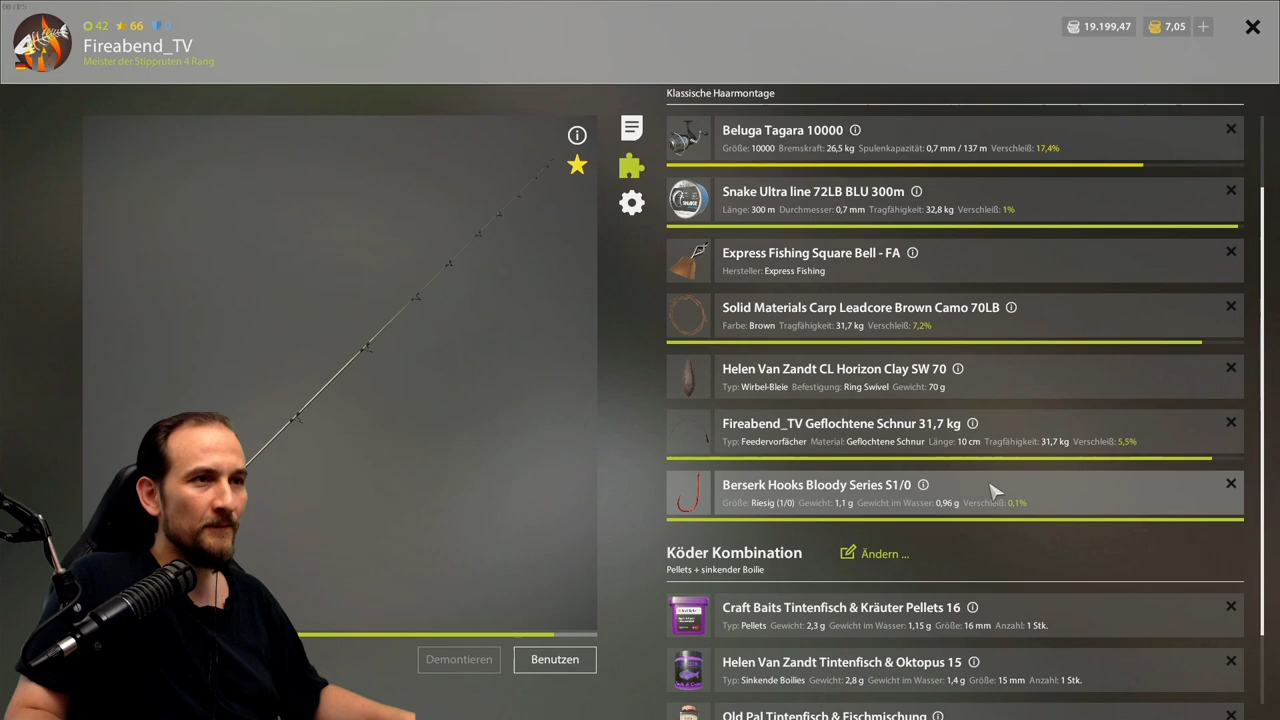 42 66 0
Fireabend_TV
Meister der Stippruten 4 Rang
19.199,47 7,05 +
Klassische Haarmontage
Beluga Tagara 10000
Größe: 10000 Bremskraft: 26,5 kg Spulenkapazität: 0,7 mm / 137 m Verschleiß: 17,4%
Snake Ultra line 72LB BLU 300m
Länge: 300 m Durchmesser: 0,7 mm Tragfähigkeit: 32,8 kg Verschleiß: 1%
Express Fishing Square Bell - FA
Hersteller: Express Fishing
Solid Materials Carp Leadcore Brown Camo 70LB
Farbe: Brown Tragfähigkeit: 31,7 kg Verschleiß: 7,2%
Helen Van Zandt CL Horizon Clay SW 70
Typ: Wirbel-Bleie Befestigung: Ring Swivel Gewicht: 70 g
Fireabend_TV Geflochtene Schnur 31,7 kg
Typ: Feedervorfächer Material: Geflochtene Schnur Länge: 10 cm Tragfähigkeit: 31,7 kg Verschleiß: 5,5%
Berserk Hooks Bloody Series S1/0
Größe: Riesig (1/0) Gewicht: 1,1 g Gewicht im Wasser: 0,96 g Verschleiß: 0,1%
Köder Kombination Ändern ...
Pellets + sinkender Boilie
Craft Baits Tintenfisch & Kräuter Pellets 16
Typ: Pellets Gewicht: 2,3 g Gewicht im Wasser: 1,15 g Größe: 16 mm Anzahl: 1 Stk.
Helen Van Zandt Tintenfisch & Oktopus 15
Typ: Sinkende Boilies Gewicht: 2,8 g Gewicht im Wasser: 1,4 g Größe: 15 mm Anzahl: 1 Stk.
Old Pal Tintenfisch & Fischmischung
Demontieren Benutzen